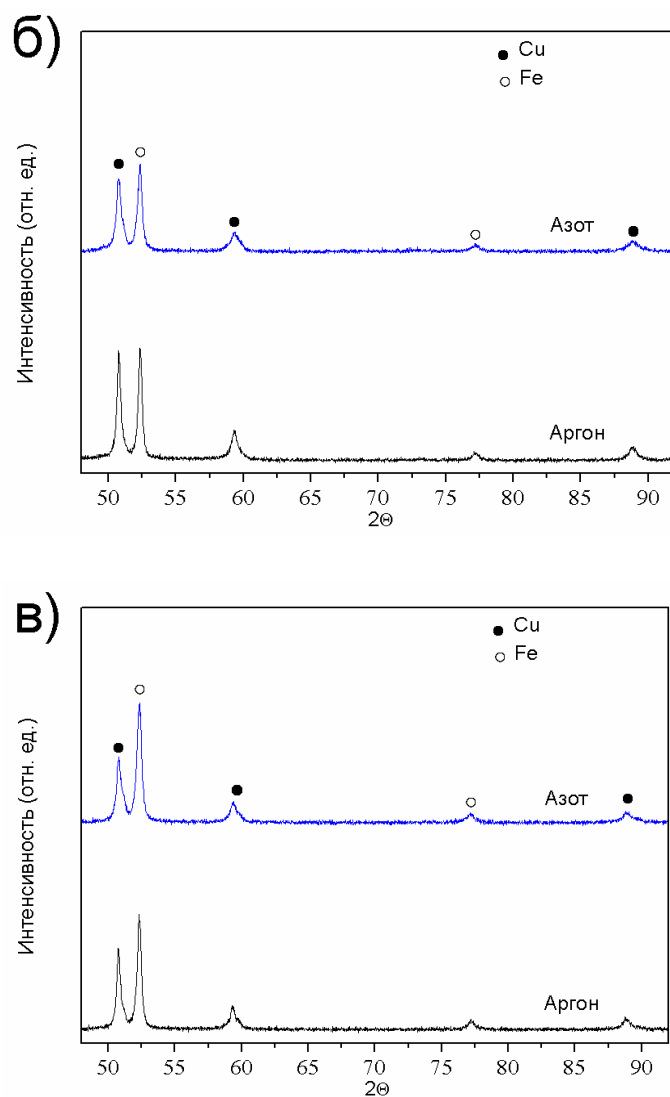 б)
Cu
Fe
Интенсивность (отн. ед.)
Азот
Аргон
50 55 60 65 70 75 80 85 90
2Θ
в)
Cu
Fe
Интенсивность (отн. ед.)
Азот
Аргон
50 55 60 65 70 75 80 85 90
2Θ